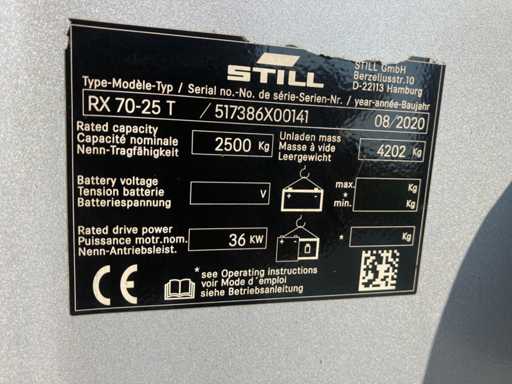 STILL
STILL GmbH
Berzeliusstr.10
D-22113 Hamburg
Type-Modèle-Typ / Serial no.-No. de série-Serien-Nr. / year-année-Baujahr
RX 70-25 T / 517386X00141 08/2020
Rated capacity
Capacité nominale
Nenn-Tragfähigkeit
2500 Kg
Unladen mass
Masse à vide
Leergewicht
4202 Kg
Battery voltage
Tension batterie
Batteriespannung
V
max.
*
min.
Kg
Kg
Rated drive power
Puissance motr.nom.
Nenn-Antriebsleist.
36 KW
* Kg
CE
*see Operating instructions
voir Mode d´emploi
siehe Betriebsanleitung